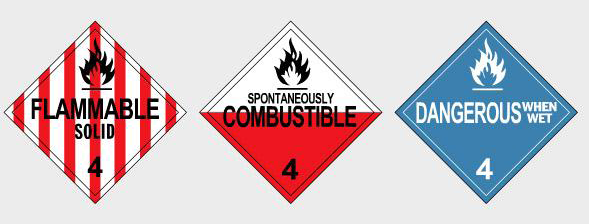 FLAMMABLE
SOLID
4
SPONTANEOUSLY
COMBUSTIBLE
4
DANGEROUS WHEN
WET
4